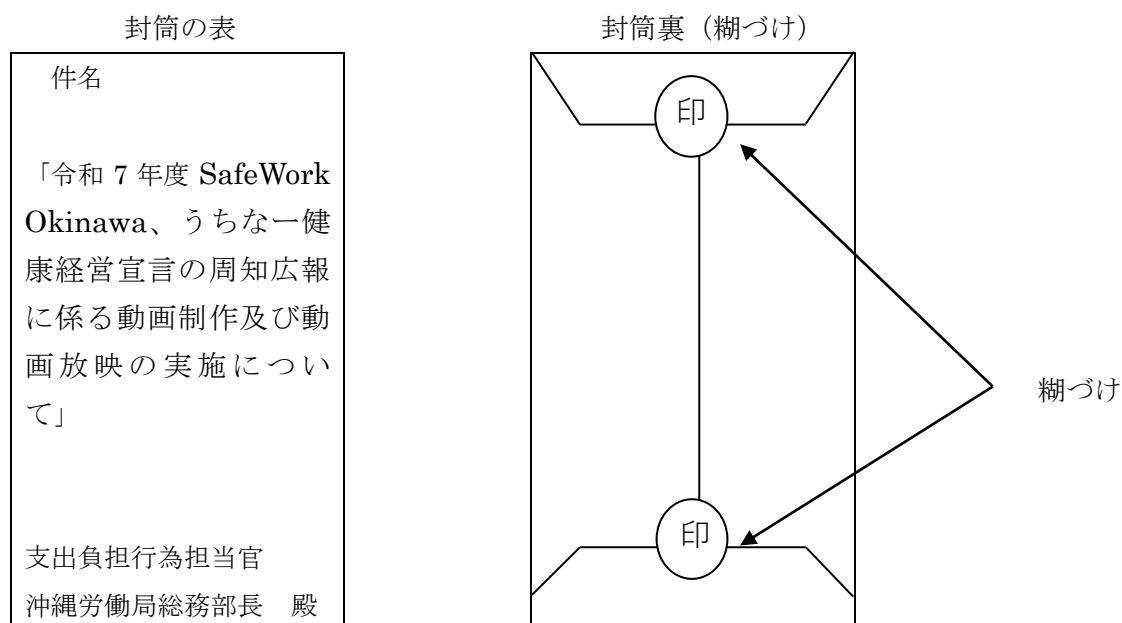 封筒の表
件名
「令和 7 年度 SafeWork
Okinawa、うちなー健
康経営宣言の周知広報
に係る動画制作及び動
画放映の実施につい
て」
支出負担行為担当官
沖縄労働局総務部長　殿
封筒裏（糊づけ）
印
印
糊づけ